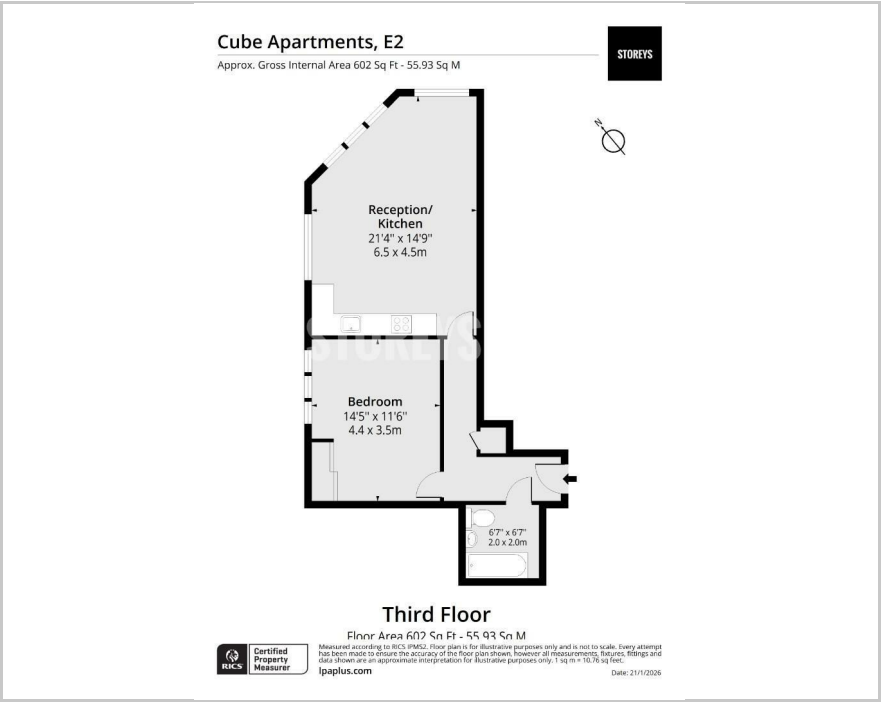 Cube Apartments, E2
Approx. Gross Internal Area 602 Sq Ft - 55.93 Sq M
STOREYS
N
Reception/
Kitchen
21'4" x 14'9"
6.5 x 4.5m
STOREYS
Bedroom
14'5" x 11'6"
4.4 x 3.5m
6'7" x 6'7"
2.0 x 2.0m
Third Floor
Floor Area 602 Sq Ft - 55.93 Sq M
RICS
Certified
Property
Measurer
Measured according to RICS IPMS2. Floor plan is for illustrative purposes only and is not to scale. Every attempt
has been made to ensure the accuracy of the floor plan shown, however all measurements, fixtures, fittings and
data shown are an approximate interpretation for illustrative purposes only. 1 sq m = 10.76 sq feet.
lpaplus.com
Date: 21/1/2026